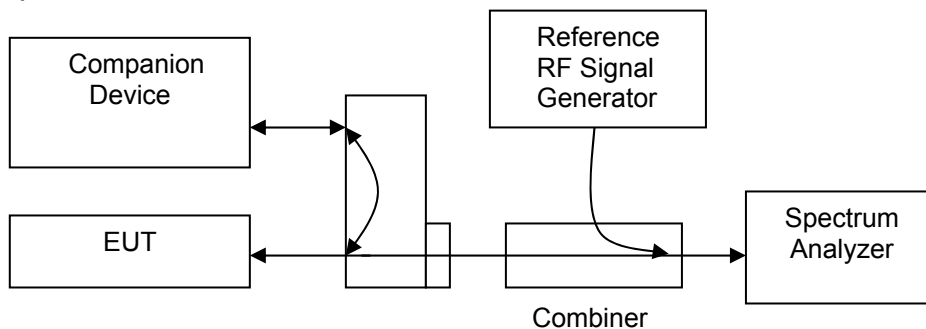 Companion
Device
Reference
RF Signal
Generator
EUT
Spectrum
Analyzer
Combiner